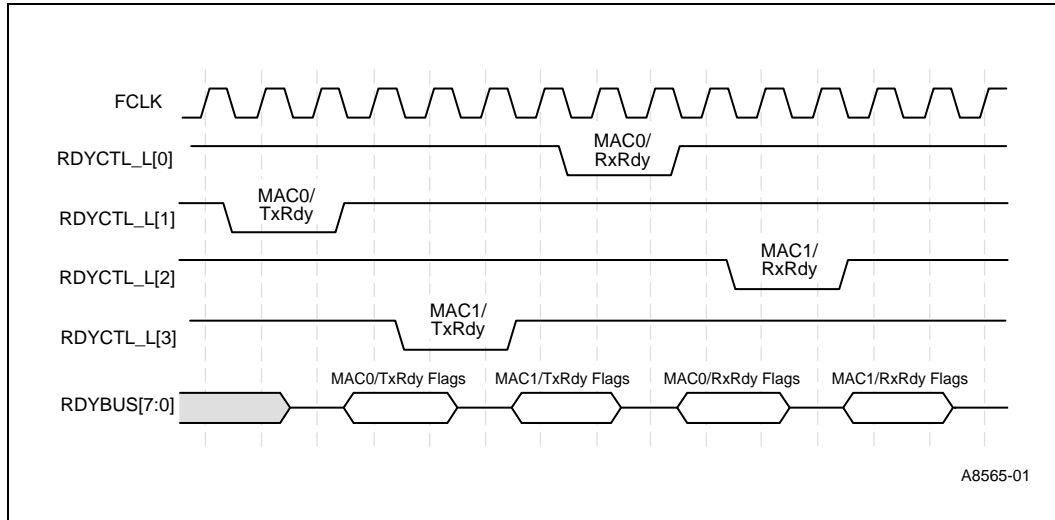 FCLK
MAC0/
RxRdy
RDYCTL_L[0]
MAC0/
TxRdy
RDYCTL_L[1]
MAC1/
RxRdy
RDYCTL_L[2]
MAC1/
TxRdy
RDYCTL_L[3]
MAC0/TxRdy Flags MAC1/TxRdy Flags MAC0/RxRdy Flags MAC1/RxRdy Flags
RDYBUS[7:0]
A8565-01